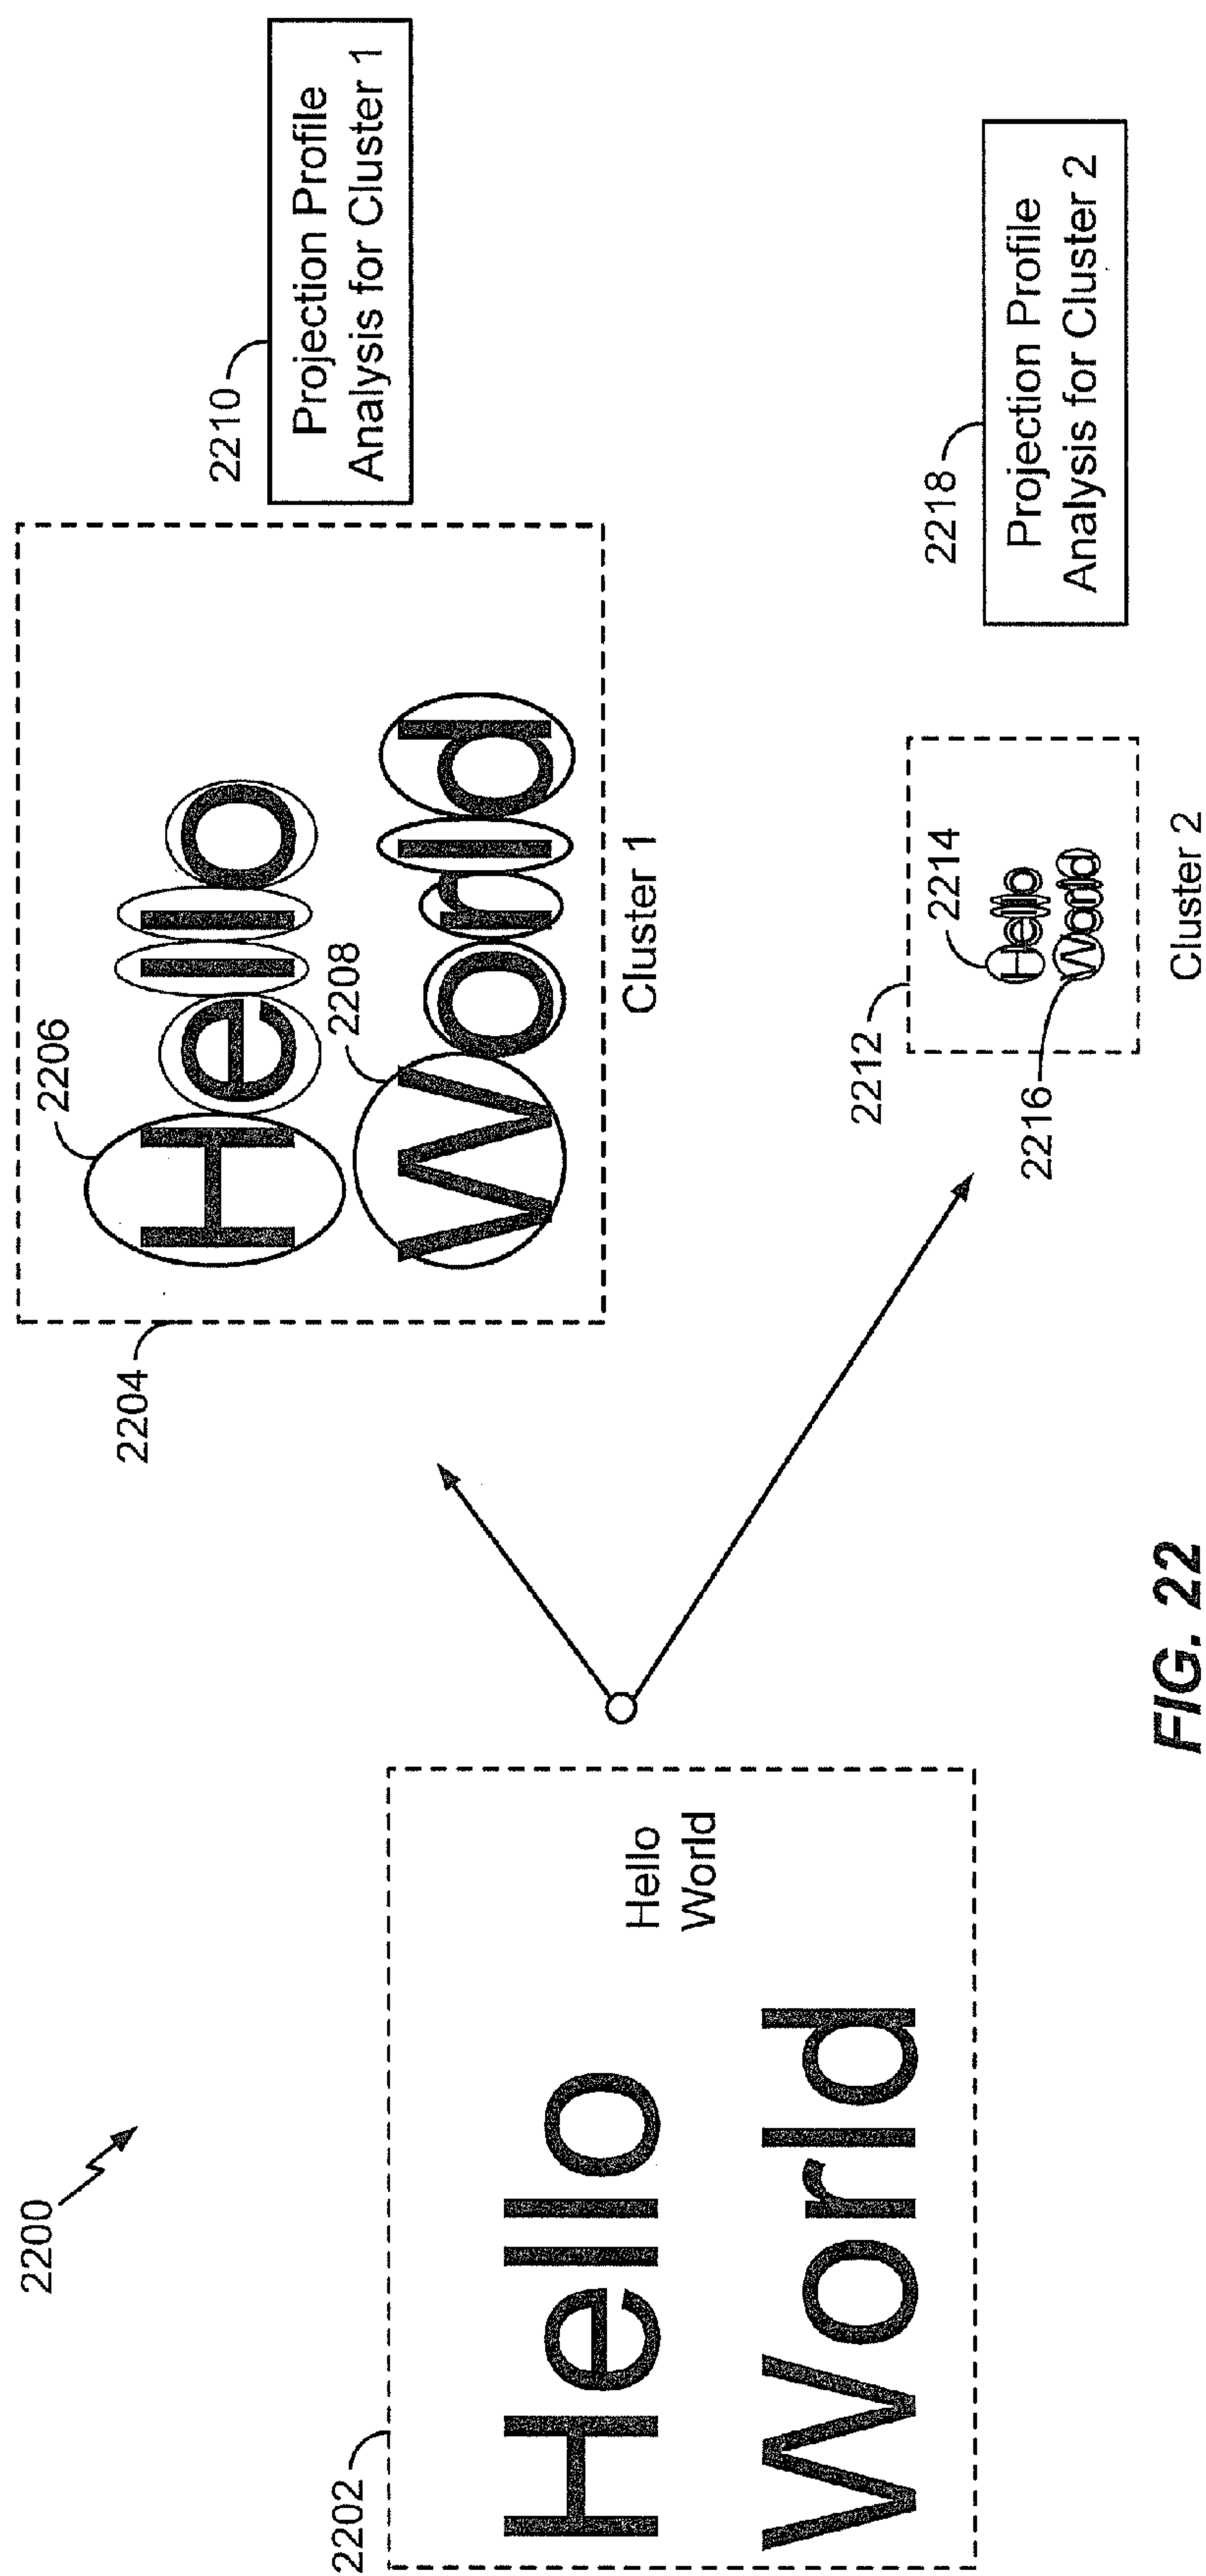 2200
2202
Hello
World
Hello
World
2204
2206
Hello
2208
World
Cluster 1
2210
Projection Profile
Analysis for Cluster 1
2212
2214
Hello
World
2216
Cluster 2
2218
Projection Profile
Analysis for Cluster 2
FIG. 22